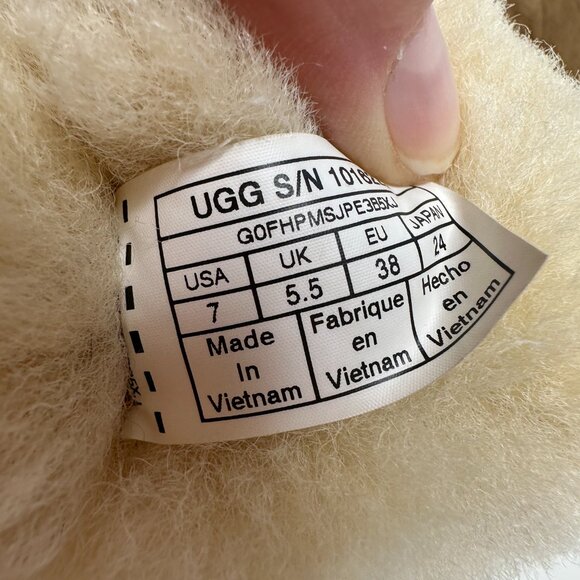 UGG S/N
G0FHPMSJPE3B5XJ
USA UK EU JAPAN
7 5.5 38 24
Made In Vietnam
Fabrique en Vietnam
Hecho en Vietnam